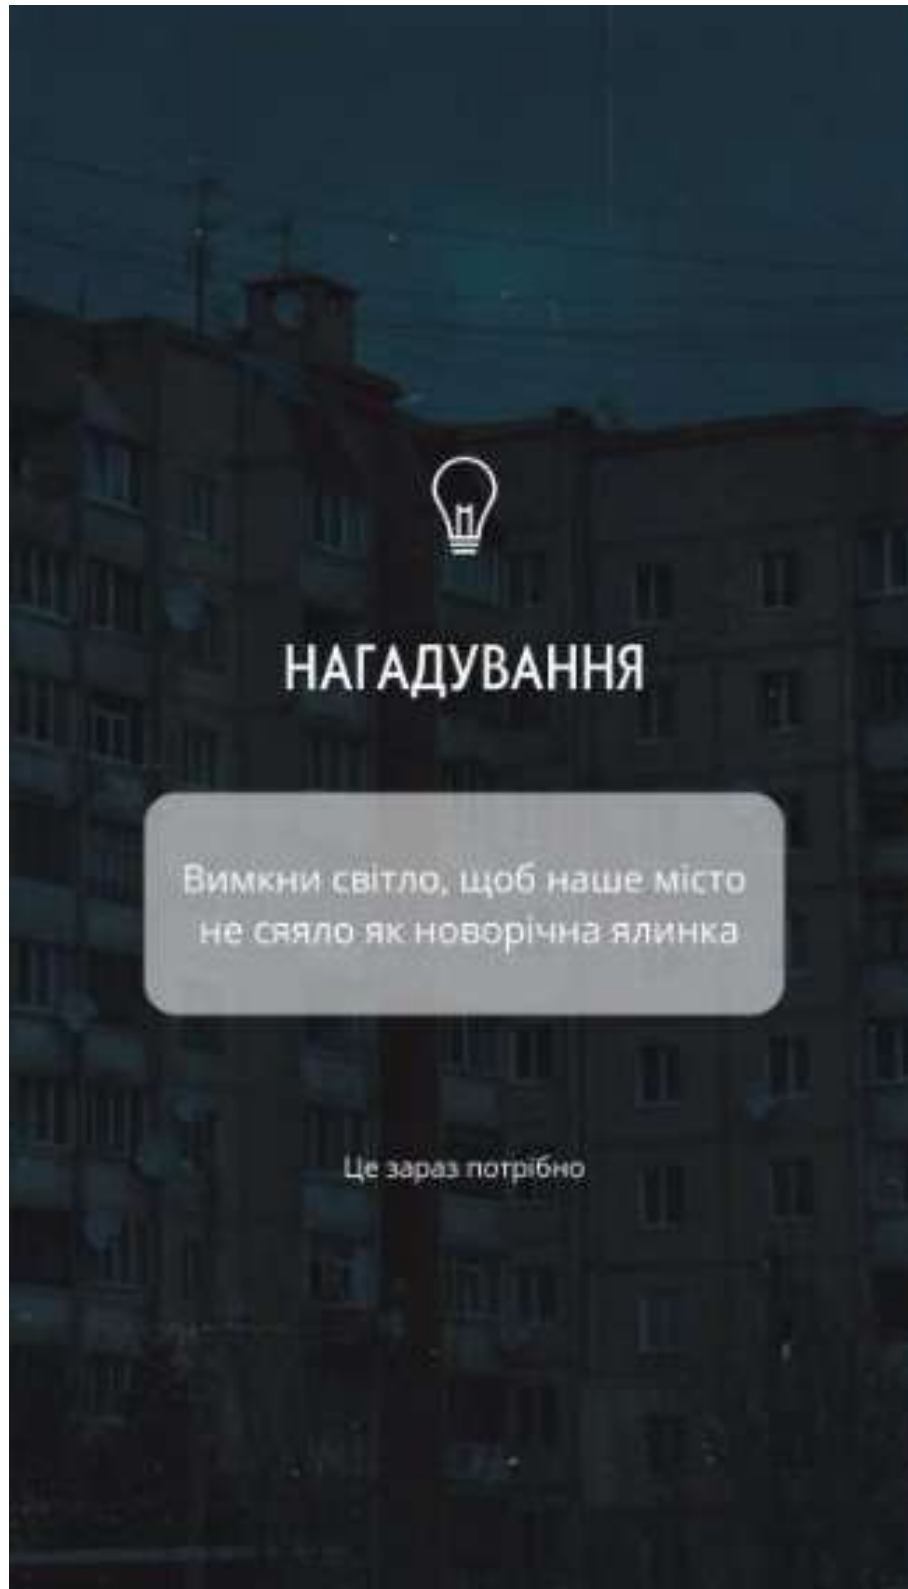 НАГАДУВАННЯ
Вимкни світло, щоб наше місто
не сяяло як новорічна ялинка
Це зараз потрібно